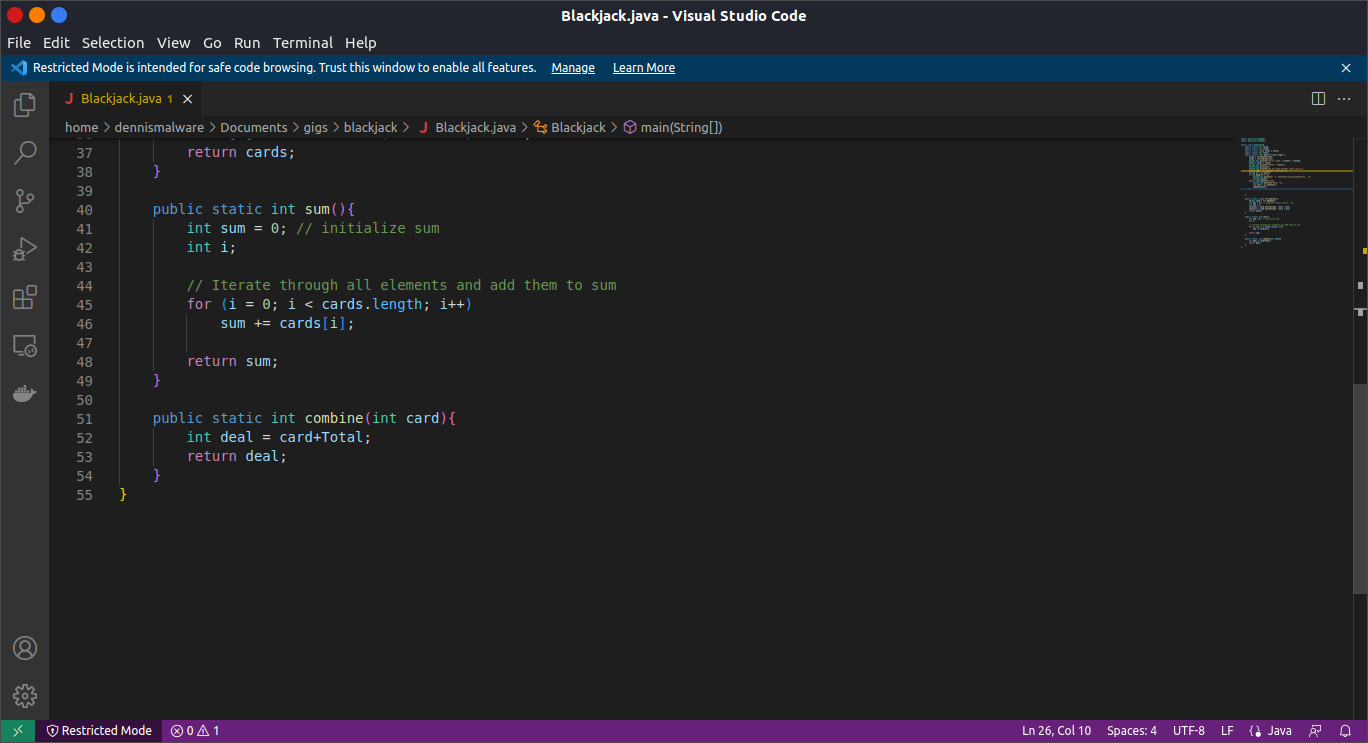 Blackjack.java - Visual Studio Code
File Edit Selection View Go Run Terminal Help
Restricted Mode is intended for safe code browsing. Trust this window to enable all features. Manage Learn More
J Blackjack.java 1
home > dennismalware > Documents > gigs > blackjack > J Blackjack.java > Blackjack > main(String[])
37 return cards;
38 }
39
40 public static int sum(){
41 int sum = 0; // initialize sum
42 int i;
43
44 // Iterate through all elements and add them to sum
45 for (i = 0; i < cards.length; i++)
46 sum += cards[i];
47
48 return sum;
49 }
50
51 public static int combine(int card){
52 int deal = card+Total;
53 return deal;
54 }
55 }
Restricted Mode 0 1 Ln 26, Col 10 Spaces: 4 UTF-8 LF Java